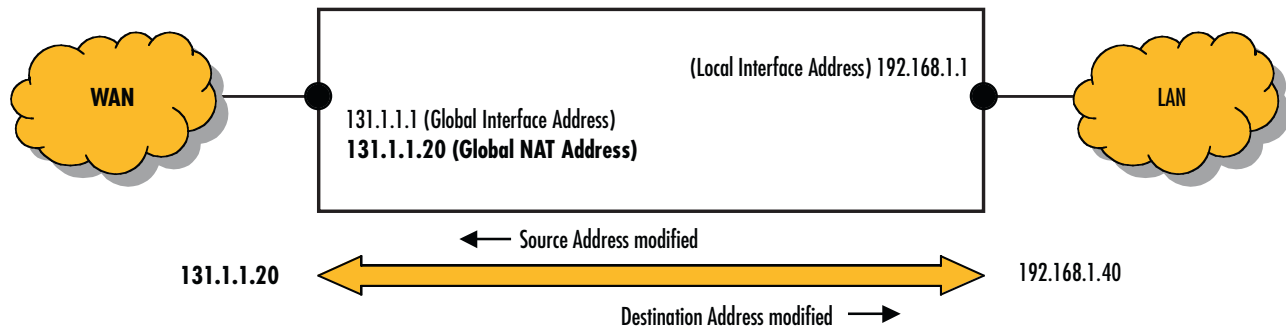 WAN
(Local Interface Address) 192.168.1.1
LAN
131.1.1.1 (Global Interface Address)
131.1.1.20 (Global NAT Address)
Source Address modified
131.1.1.20
192.168.1.40
Destination Address modified